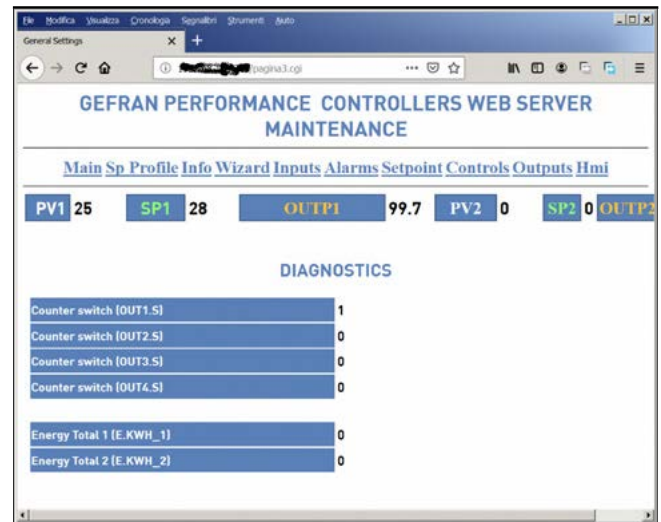 File Modifica Visualizza Cronologia Segnalibri Strumenti Aiuto
General Settings
/pagina3.cgi
GEFRAN PERFORMANCE CONTROLLERS WEB SERVER
MAINTENANCE
Main Sp Profile Info Wizard Inputs Alarms Setpoint Controls Outputs Hmi
PV1 25 SP1 28 OUTP1 99.7 PV2 0 SP2 0 OUTP2
DIAGNOSTICS
Counter switch (OUT1.S) 1
Counter switch (OUT2.S) 0
Counter switch (OUT3.S) 0
Counter switch (OUT4.S) 0
Energy Total 1 (E.KWH_1) 0
Energy Total 2 (E.KWH_2) 0